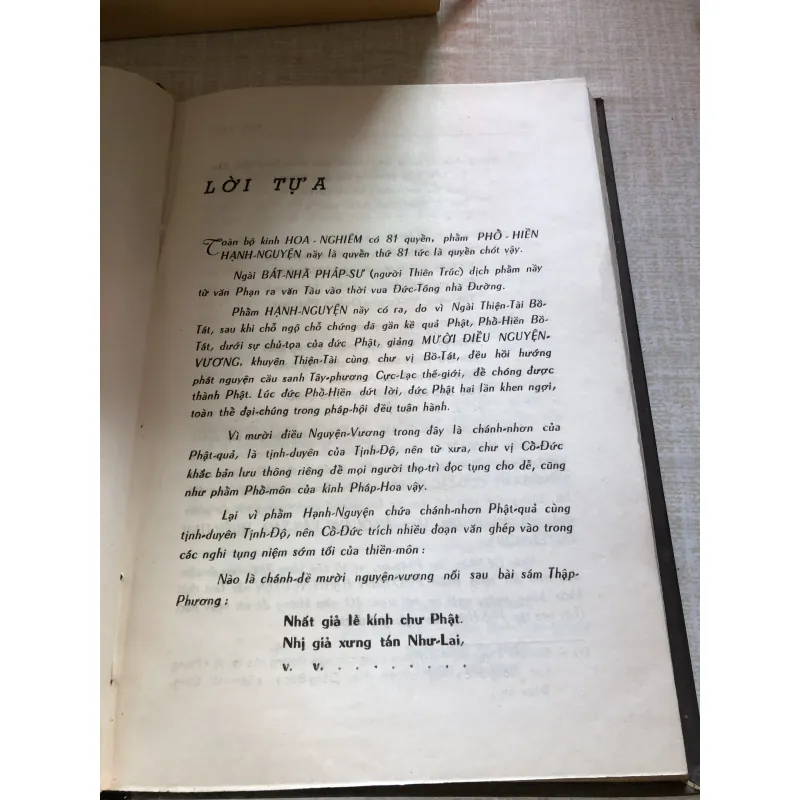 LỜI TỰA
Toàn bộ kinh HOA - NGHIÊM có 81 quyền, phẩm PHỔ - HIỀN
HẠNH-NGUYỆN này là quyền thứ 81 tức là quyền chót vậy.
Ngài BÁT-NHÃ PHÁP-SƯ (người Thiên Trúc) dịch phẩm nầy
từ văn Phạn ra văn Tàu vào thời vua Đức-Tông nhà Đường.
Phẩm HẠNH-NGUYỆN này có ra, do vì Ngài Thiện-Tài Bồ-
Tát, sau khi chỗ ngộ chỗ chứng đã gần kề quả Phật, Phổ-Hiền Bồ-
Tát, dưới sự chủ-tọa của đức Phật, giảng MƯỜI ĐIỀU NGUYỆN-
VƯƠNG, khuyên Thiện-Tài cùng chư vị Bồ-Tát, đều hồi hướng
phát nguyện cầu sanh Tây-phương Cực-Lạc thế-giới, để chóng được
thành Phật. Lúc đức Phổ-Hiền dứt lời, đức Phật hai lần khen ngợi,
toàn thể đại-chúng trong pháp-hội đều tuân hành.
Vì mười điều Nguyện-Vương trong đây là chánh-nhơn của
Phật-quả, là tịnh-duyên của Tịnh-Độ, nên từ xưa, chư vị Cổ-Đức
khắc bản lưu thông riêng để mọi người thọ-trì đọc tụng cho dễ, cũng
như phẩm Phổ-môn của kinh Pháp-Hoa vậy.
Lại vì phẩm Hạnh-Nguyện chứa chánh-nhơn Phật-quả cùng
tịnh-duyên Tịnh-Độ, nên Cổ-Đức trích nhiều đoạn văn ghép vào trong
các nghi tụng niệm sớm tối của thiền-môn :
Nào là chánh-đề mười nguyện-vương nối sau bài sám Thập-
Phương :
Nhất giả lễ kính chư Phật.
Nhị giả xưng tán Như-Lai,
v. v. . . . . . . . . .